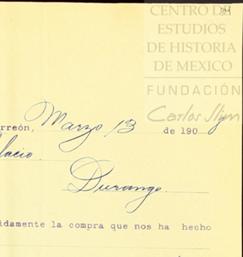 CENTRO DE
ESTUDIOS
DE HISTORIA
DE MEXICO
FUNDACIÓN
Carlos Slim
rreón, Marzo 13 de 190
lacio.
Durango.
idamente la compra que nos ha hecho